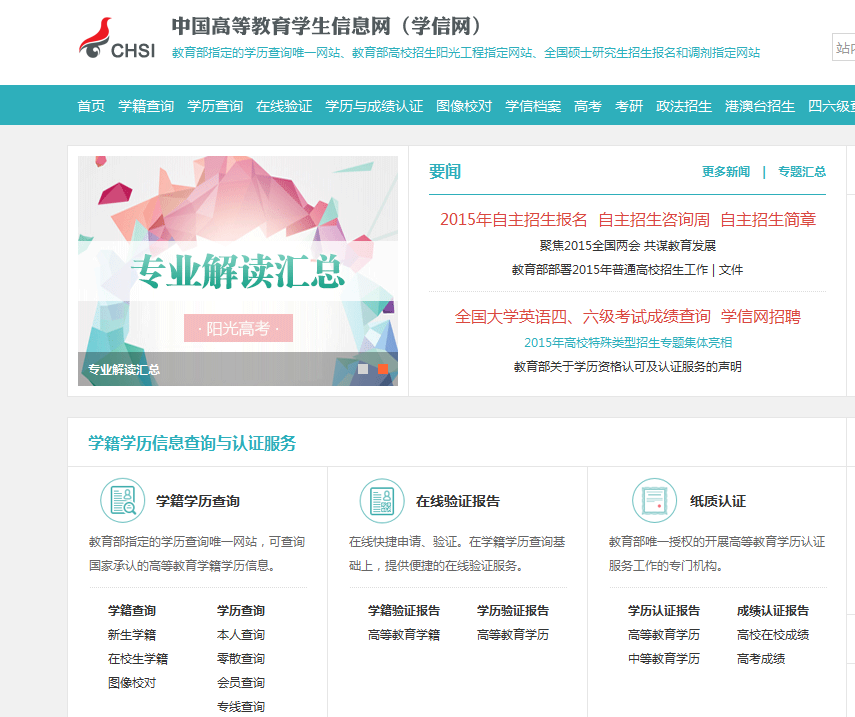 CHSI
中国高等教育学生信息网（学信网）
教育部指定的学历查询唯一网站、教育部高校招生阳光工程指定网站、全国硕士研究生招生报名和调剂指定网站
首页 学籍查询 学历查询 在线验证 学历与成绩认证 图像校对 学信档案 高考 考研 政法招生 港澳台招生 四六级
专业解读汇总
· 阳光高考 ·
专业解读汇总
要闻 更多新闻 | 专题汇总
2015年自主招生报名 自主招生咨询周 自主招生简章
聚焦2015全国两会 共谋教育发展
教育部部署2015年普通高校招生工作 | 文件
全国大学英语四、六级考试成绩查询 学信网招聘
2015年高校特殊类型招生专题集体亮相
教育部关于学历资格认可及认证服务的声明
学籍学历信息查询与认证服务
学籍学历查询
教育部指定的学历查询唯一网站，可查询
国家承认的高等教育学籍学历信息。
学籍查询 学历查询
新生学籍 本人查询
在校生学籍 零散查询
图像校对 会员查询
专线查询
在线验证报告
在线快捷申请、验证。在学籍学历查询基
础上，提供便捷的在线验证服务。
学籍验证报告 学历验证报告
高等教育学籍 高等教育学历
纸质认证
教育部唯一授权的开展高等教育学历认证
服务工作的专门机构。
学历认证报告 成绩认证报告
高等教育学历 高校在校成绩
中等教育学历 高考成绩